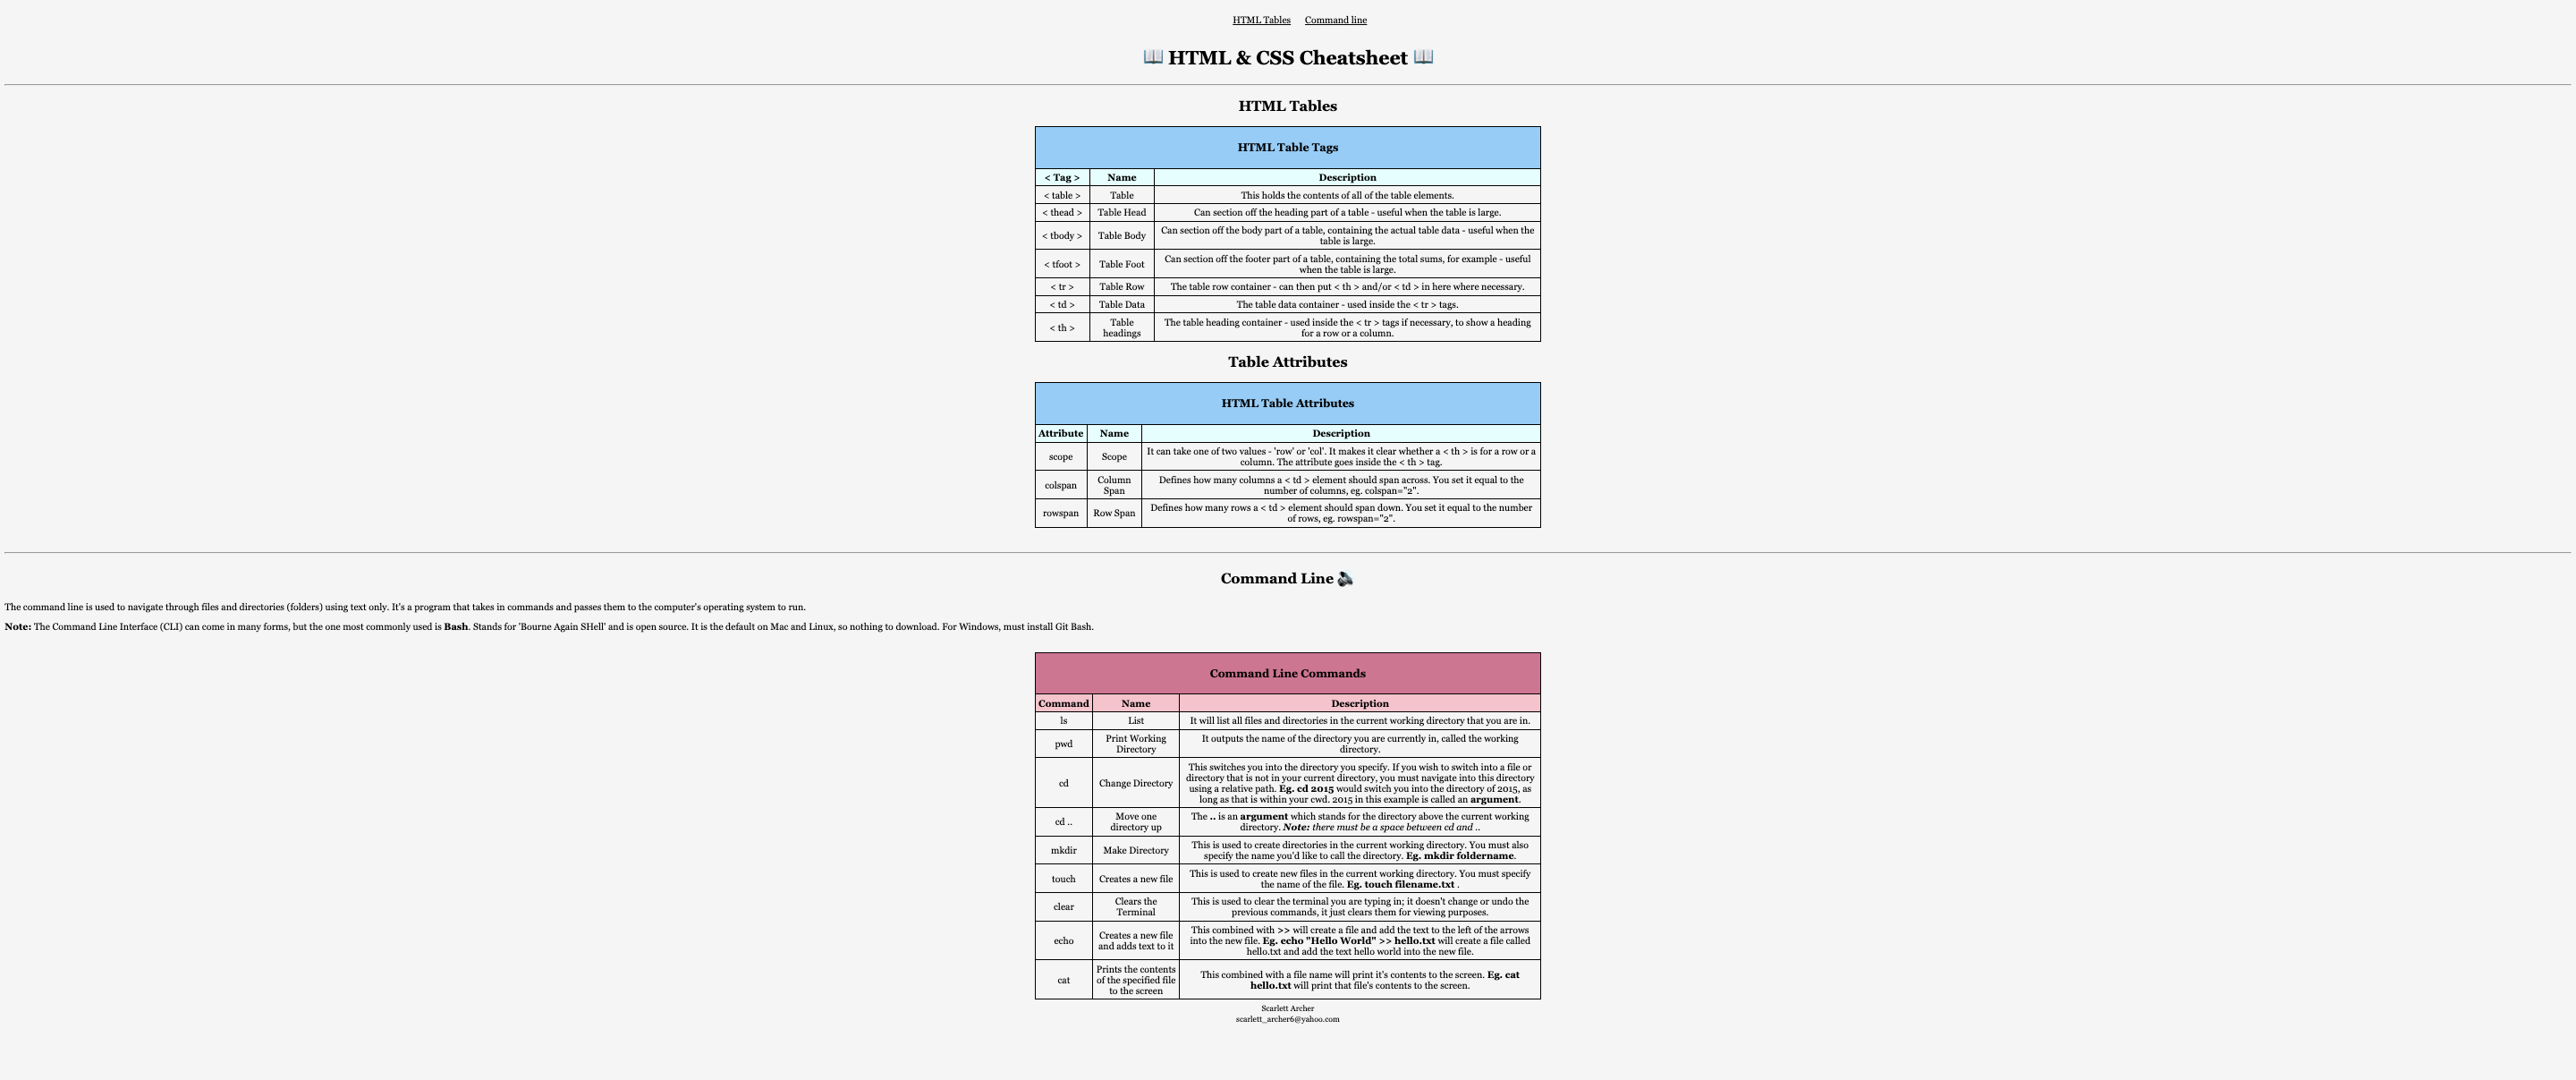 HTML Tables Command line
📖 HTML & CSS Cheatsheet 📖
HTML Tables
HTML Table Tags
< Tag > Name Description
< table > Table This holds the contents of all of the table elements.
< thead > Table Head Can section off the heading part of a table - useful when the table is large.
< tbody > Table Body Can section off the body part of a table, containing the actual table data - useful when the
table is large.
< tfoot > Table Foot Can section off the footer part of a table, containing the total sums, for example - useful
when the table is large.
< tr > Table Row The table row container - can then put < th > and/or < td > in here where necessary.
< td > Table Data The table data container - used inside the < tr > tags.
< th > Table
headings
The table heading container - used inside the < tr > tags if necessary, to show a heading
for a row or a column.
Table Attributes
HTML Table Attributes
Attribute Name Description
scope Scope It can take one of two values - 'row' or 'col'. It makes it clear whether a < th > is for a row or a
column. The attribute goes inside the < th > tag.
colspan Column
Span
Defines how many columns a < td > element should span across. You set it equal to the
number of columns, eg. colspan="2".
rowspan Row Span Defines how many rows a < td > element should span down. You set it equal to the number
of rows, eg. rowspan="2".
Command Line
The command line is used to navigate through files and directories (folders) using text only. It's a program that takes in commands and passes them to the computer's operating system to run.
Note: The Command Line Interface (CLI) can come in many forms, but the one most commonly used is Bash. Stands for 'Bourne Again SHell' and is open source. It is the default on Mac and Linux, so nothing to download. For Windows, must install Git Bash.
Command Line Commands
Command Name Description
ls List It will list all files and directories in the current working directory that you are in.
pwd Print Working
Directory
It outputs the name of the directory you are currently in, called the working
directory.
cd Change Directory
This switches you into the directory you specify. If you wish to switch into a file or
directory that is not in your current directory, you must navigate into this directory
using a relative path. Eg. cd 2015 would switch you into the directory of 2015, as
long as that is within your cwd. 2015 in this example is called an argument.
cd .. Move one
directory up
The .. is an argument which stands for the directory above the current working
directory. Note: there must be a space between cd and ..
mkdir Make Directory This is used to create directories in the current working directory. You must also
specify the name you'd like to call the directory. Eg. mkdir foldername.
touch Creates a new file This is used to create new files in the current working directory. You must specify
the name of the file. Eg. touch filename.txt .
clear Clears the
Terminal
This is used to clear the terminal you are typing in; it doesn't change or undo the
previous commands, it just clears them for viewing purposes.
echo Creates a new file
and adds text to it
This combined with >> will create a file and add the text to the left of the arrows
into the new file. Eg. echo "Hello World" >> hello.txt will create a file called
hello.txt and add the text hello world into the new file.
cat Prints the contents
of the specified file
to the screen
This combined with a file name will print it's contents to the screen. Eg. cat
hello.txt will print that file's contents to the screen.
Scarlett Archer
scarlett_archer6@yahoo.com